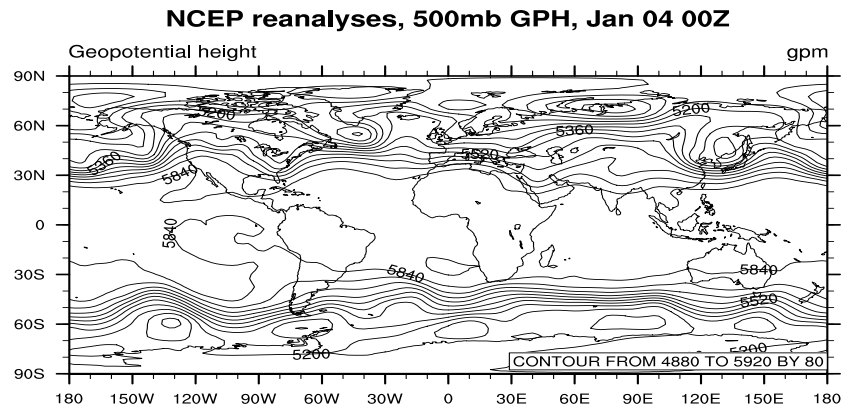 NCEP reanalyses, 500mb GPH, Jan 04 00Z
Geopotential height gpm
90N
5200
5200
60N
5360
5360
5520
5840
30N
5840
0
5840
5840
30S
5520
60S
5200
5200
CONTOUR FROM 4880 TO 5920 BY 80
90S
180 150W 120W 90W 60W 30W 0 30E 60E 90E 120E 150E 180